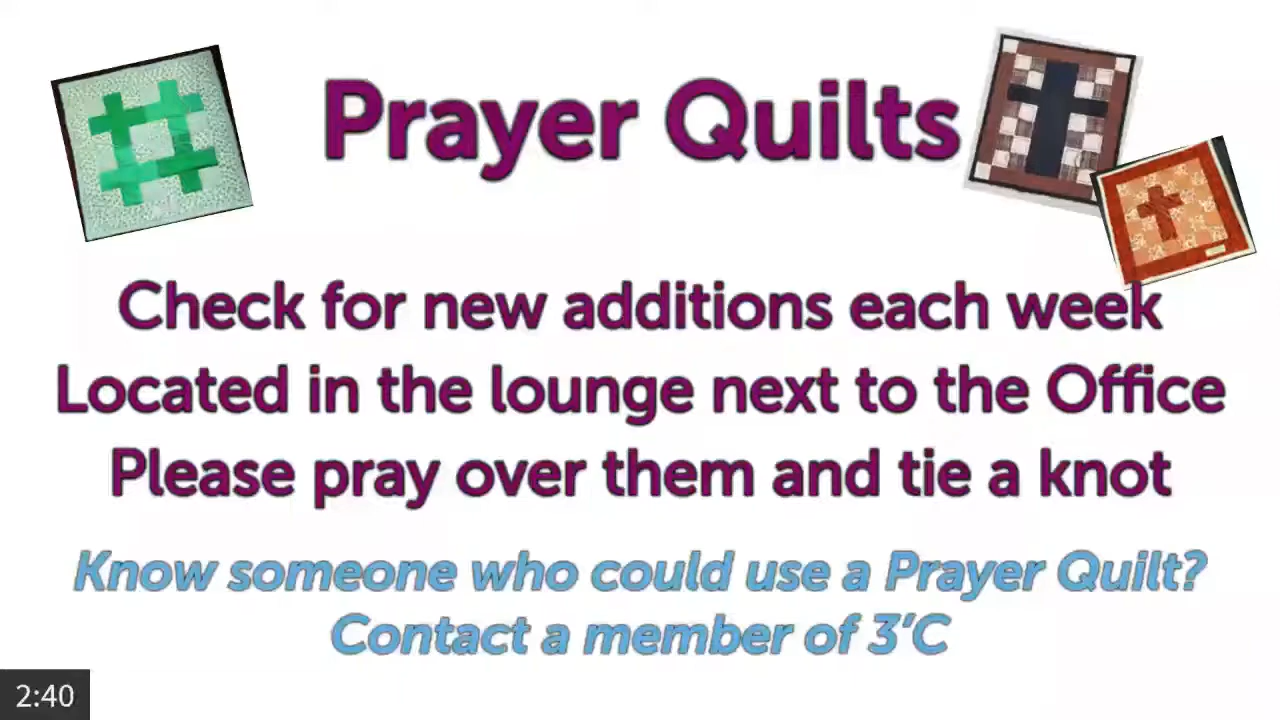 Prayer Quilts
Check for new additions each week
Located in the lounge next to the Office
Please pray over them and tie a knot
Know someone who could use a Prayer Quilt?
Contact a member of 3’C
2:40